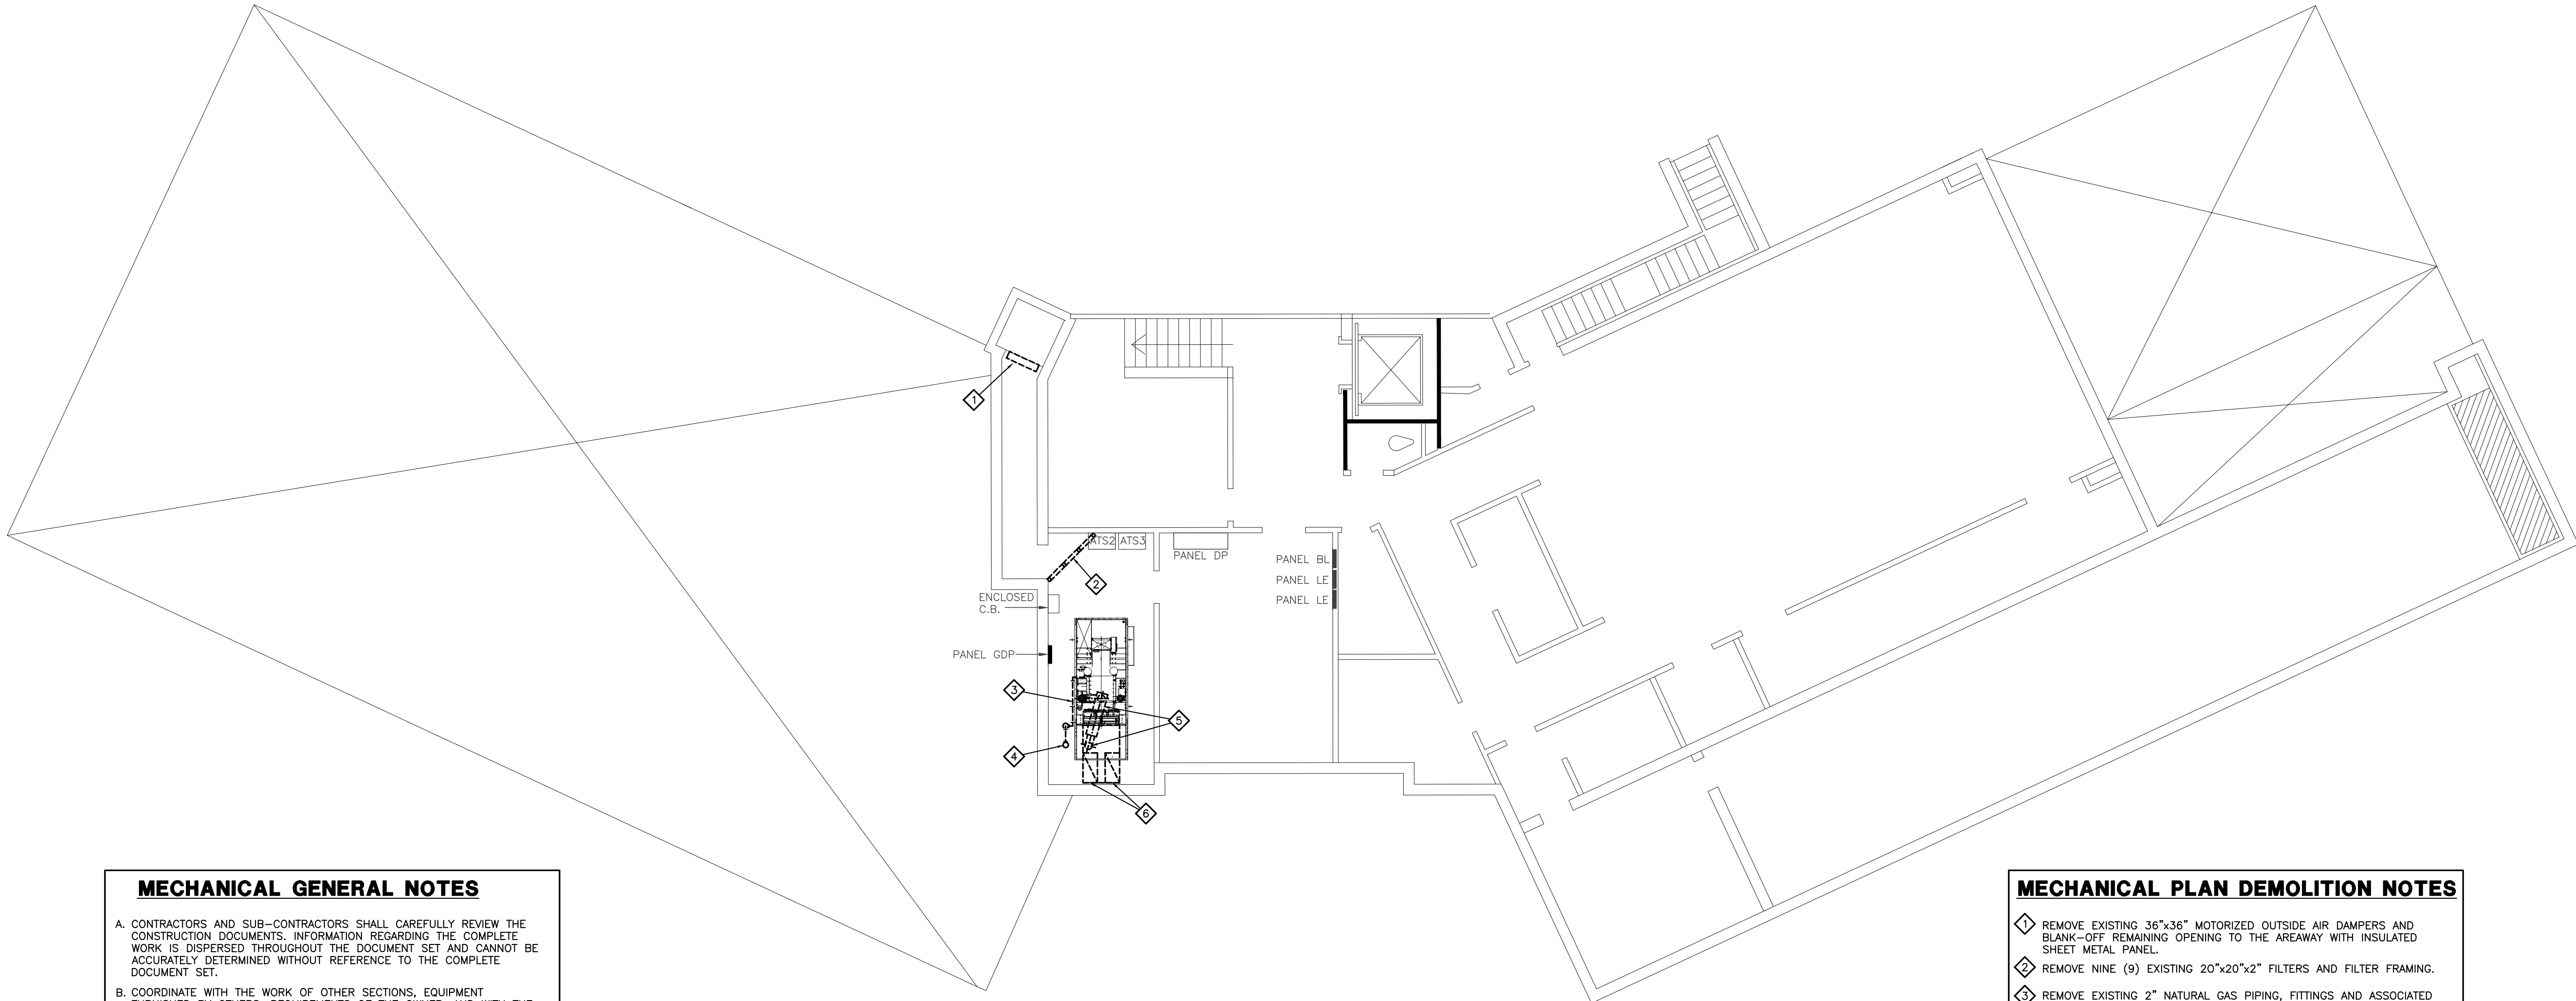 1
ATS2 ATS3
PANEL DP
PANEL BL
PANEL LE
PANEL LE
2
ENCLOSED
C.B.
PANEL GDP
3
5
4
6
MECHANICAL GENERAL NOTES
A. CONTRACTORS AND SUB-CONTRACTORS SHALL CAREFULLY REVIEW THE
CONSTRUCTION DOCUMENTS. INFORMATION REGARDING THE COMPLETE
WORK IS DISPERSED THROUGHOUT THE DOCUMENT SET AND CANNOT BE
ACCURATELY DETERMINED WITHOUT REFERENCE TO THE COMPLETE
DOCUMENT SET.
B. COORDINATE WITH THE WORK OF OTHER SECTIONS, EQUIPMENT
MECHANICAL PLAN DEMOLITION NOTES
1 REMOVE EXISTING 36"x36" MOTORIZED OUTSIDE AIR DAMPERS AND
BLANK-OFF REMAINING OPENING TO THE AREAWAY WITH INSULATED
SHEET METAL PANEL.
2 REMOVE NINE (9) EXISTING 20"x20"x2" FILTERS AND FILTER FRAMING.
3 REMOVE EXISTING 2" NATURAL GAS PIPING, FITTINGS AND ASSOCIATED